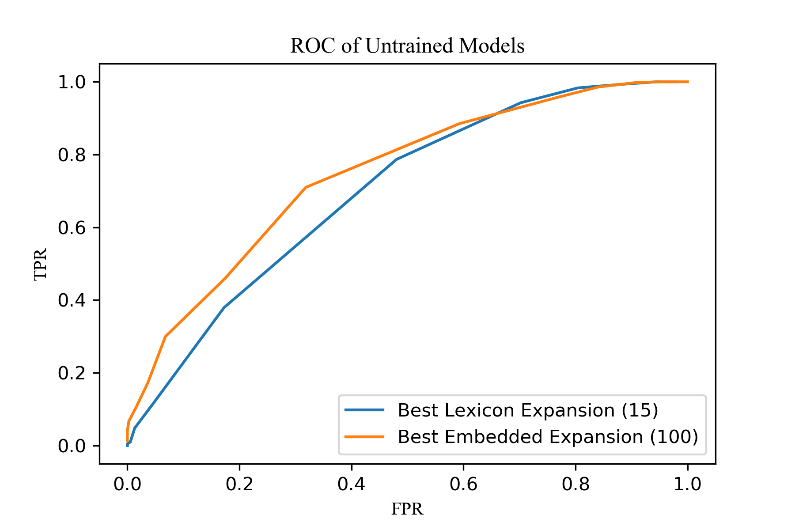 ROC of Untrained Models
1.0
0.8
0.6
0.4
0.2
0.0
TPR
Best Lexicon Expansion (15)
Best Embedded Expansion (100)
0.0 0.2 0.4 0.6 0.8 1.0
FPR